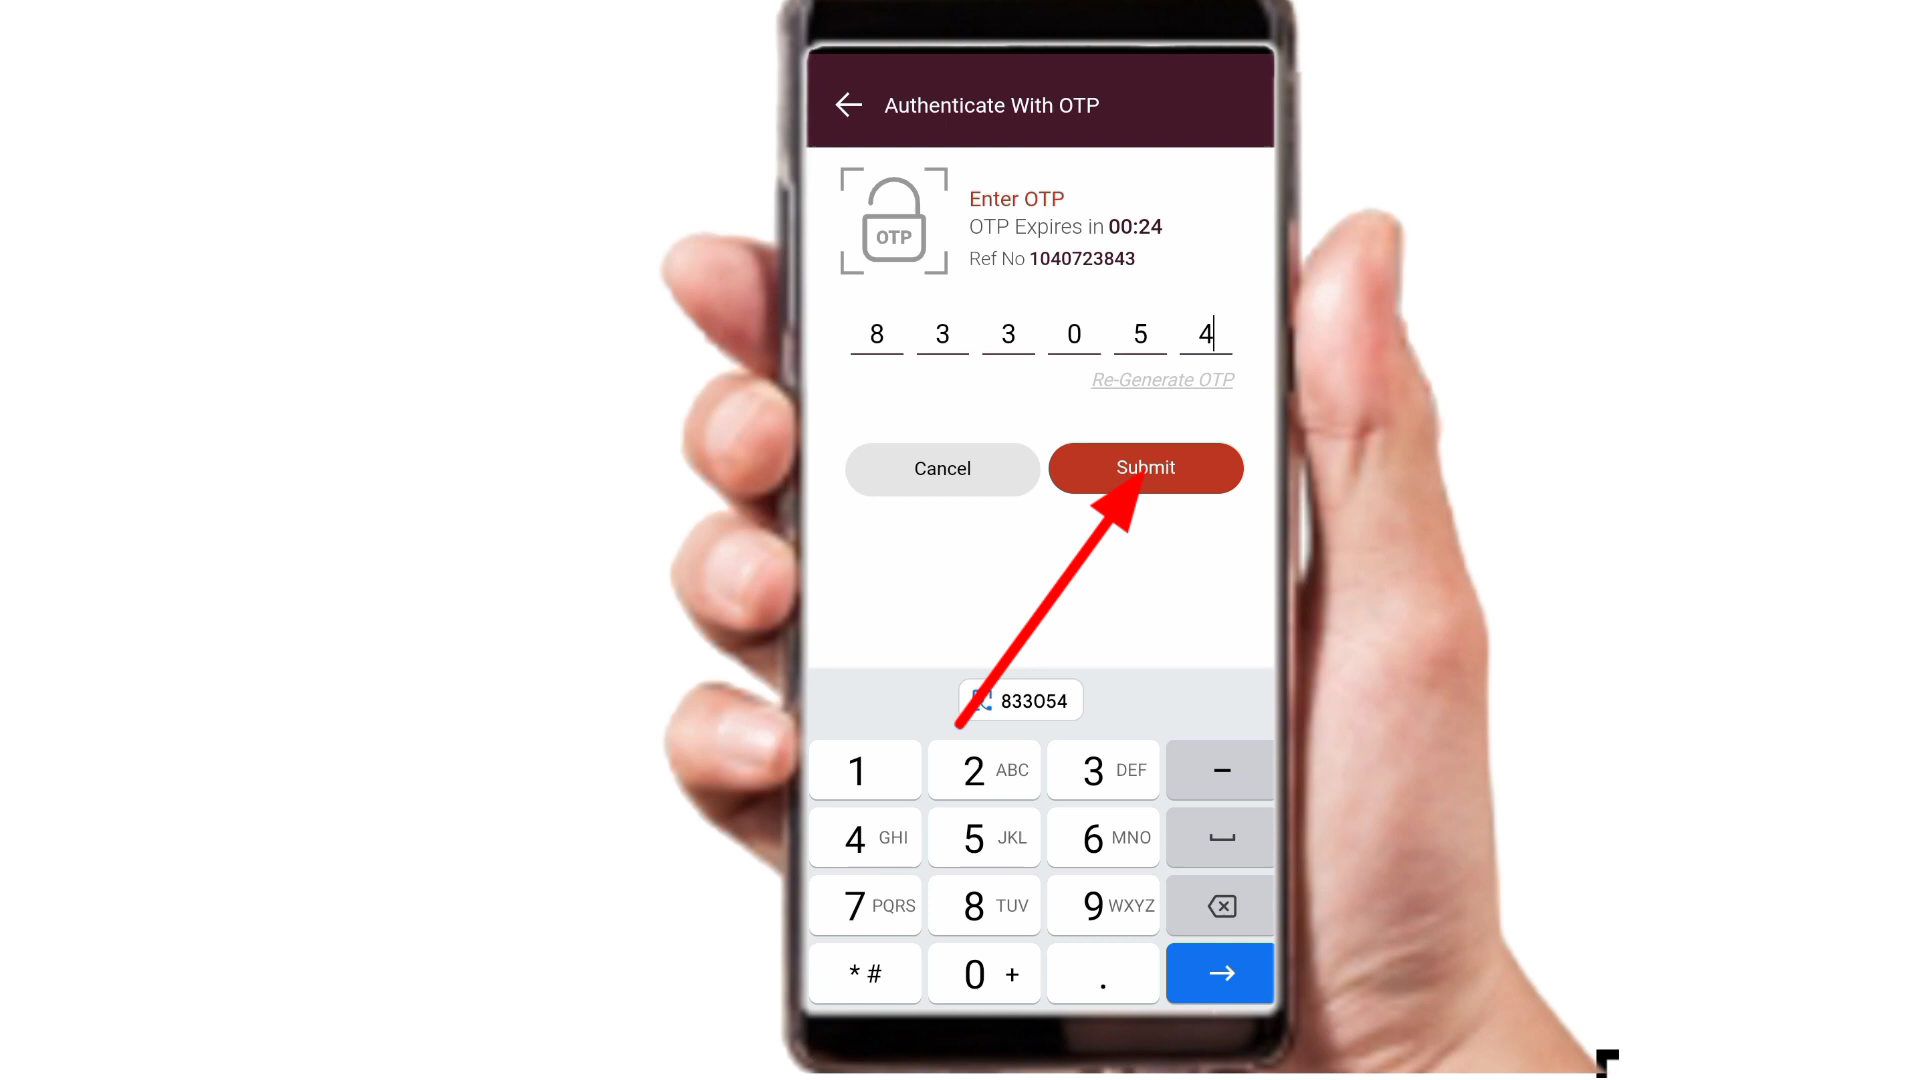 Authenticate With OTP
OTP
Enter OTP
OTP Expires in 00:24
Ref No 1040723843
8 3 3 0 5 4
Re-Generate OTP
Cancel Submit
833054
1 2 ABC 3 DEF -
4 GHI 5 JKL 6 MNO
7 PQRS 8 TUV 9 WXYZ
* # 0 + .